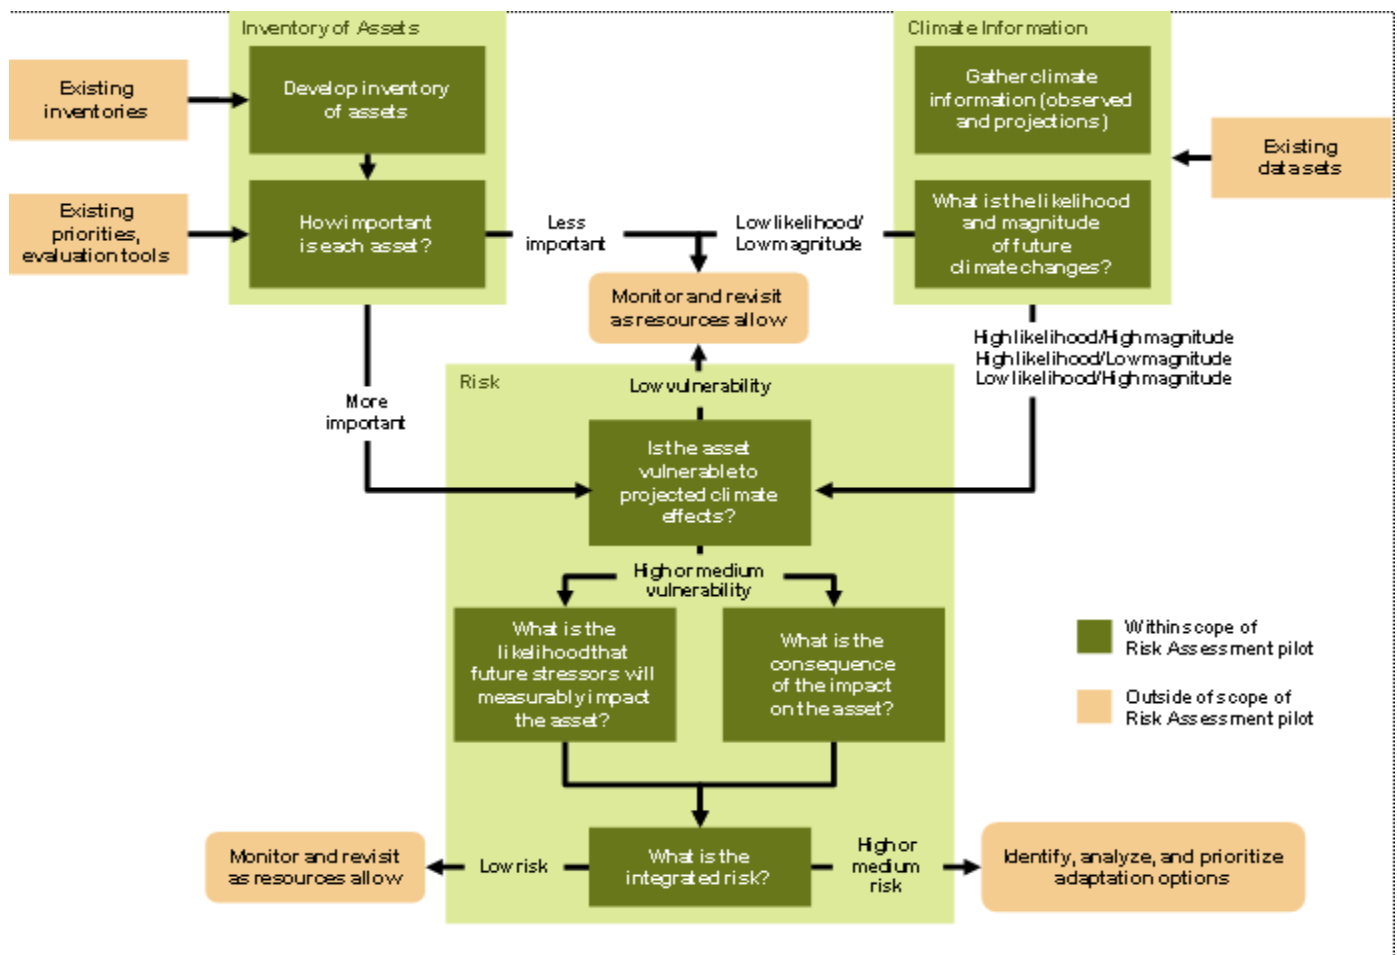 Inventory of Assets
Climate Information
Existing
inventories
Develop inventory
of assets
Gather climate
information (observed
and projections)
Existing
data sets
Existing
priorities,
evaluation tools
How important
is each asset?
Less
important
Low likelihood/
Low magnitude
What is the likelihood
and magnitude
of future
climate changes?
Monitor and revisit
as resources allow
High likelihood/High magnitude
High likelihood/Low magnitude
Low likelihood/High magnitude
Risk
Low vulnerability
More
important
Is the asset
vulnerable to
projected climate
effects?
High or medium
vulnerability
What is the
likelihood that
future stressors will
measurably impact
the asset?
What is the
consequence
of the impact
on the asset?
Within scope of
Risk Assessment pilot
Outside of scope of
Risk Assessment pilot
Monitor and revisit
as resources allow
Low risk
What is the
integrated risk?
High or
medium
risk
Identify, analyze, and prioritize
adaptation options